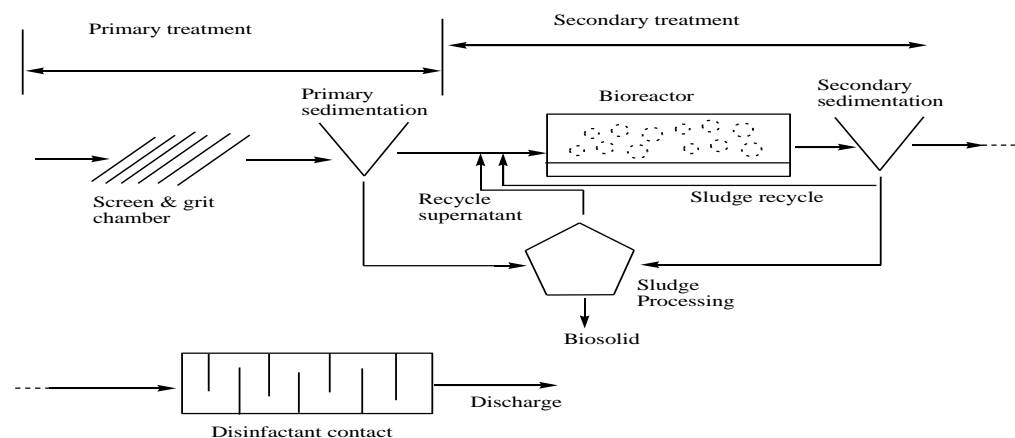 Primary treatment
Secondary treatment
Primary
sedimentation
Bioreactor
Secondary
sedimentation
Screen & grit
chamber
Recycle
supernatant
Sludge recycle
Sludge
Processing
Biosolid
Discharge
Disinfactant contact